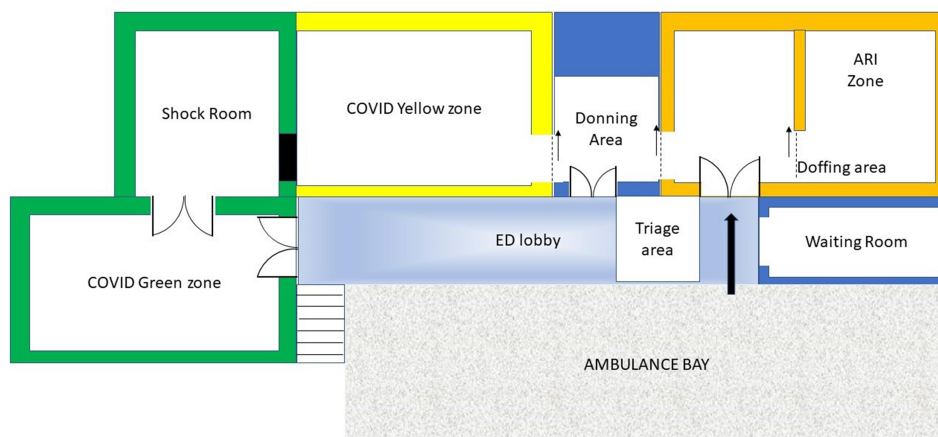 Shock Room
COVID Yellow zone
Donning
Area
ARI
Zone
Doffing area
COVID Green zone
ED lobby
Triage
area
Waiting Room
AMBULANCE BAY